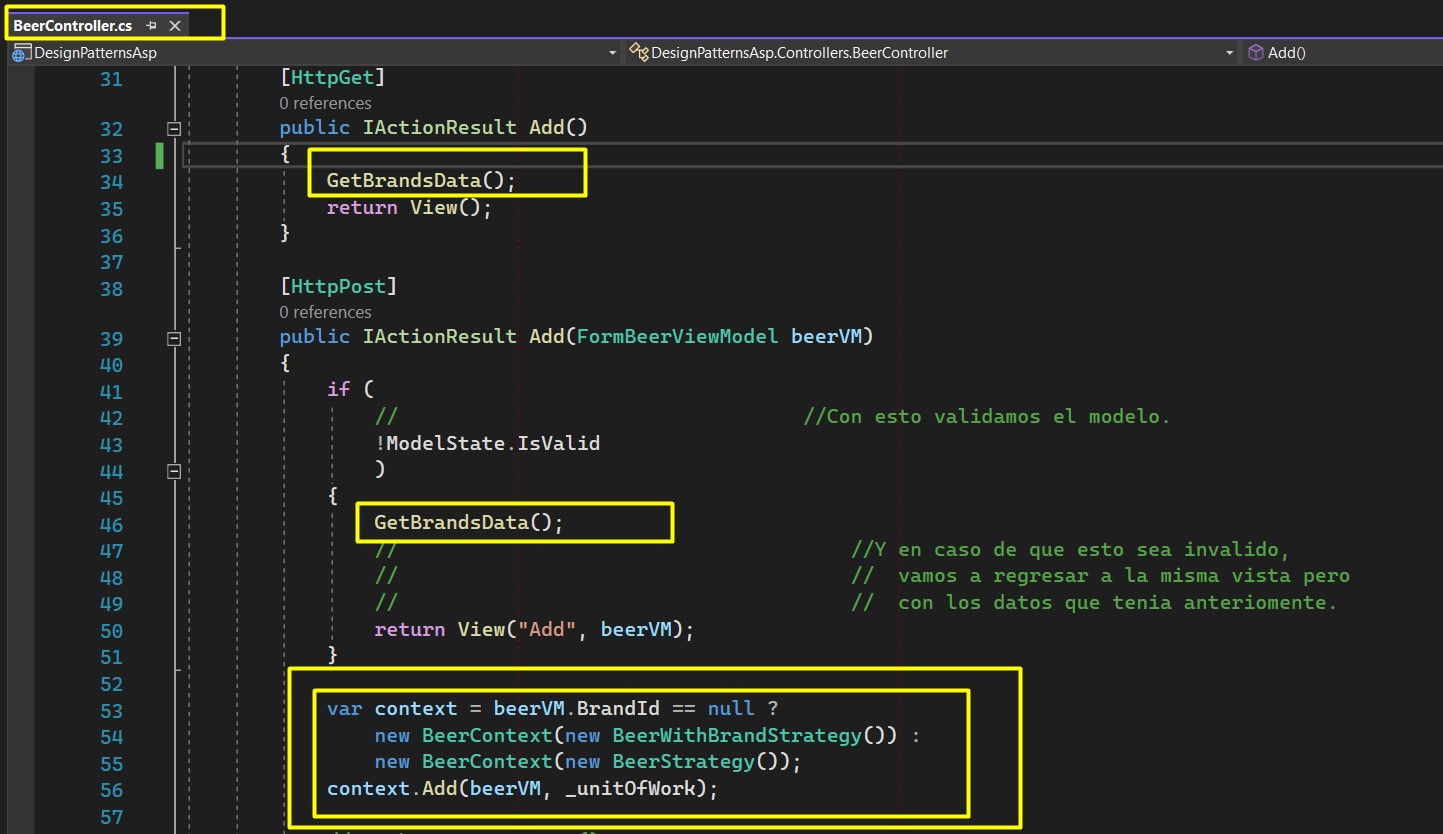 BeerController.cs
DesignPatternsAsp
DesignPatternsAsp.Controllers.BeerController
Add()
31 [HttpGet]
0 references
32 public IActionResult Add()
33 {
34 GetBrandsData();
35 return View();
36 }
37
38 [HttpPost]
0 references
39 public IActionResult Add(FormBeerViewModel beerVM)
40 {
41 if (
42 // //Con esto validamos el modelo.
43 !ModelState.IsValid
44 )
45 {
46 GetBrandsData();
47 // //Y en caso de que esto sea invalido,
48 // // vamos a regresar a la misma vista pero
49 // // con los datos que tenia anteriomente.
50 return View("Add", beerVM);
51 }
52
53 var context = beerVM.BrandId == null ?
54 new BeerContext(new BeerWithBrandStrategy()) :
55 new BeerContext(new BeerStrategy());
56 context.Add(beerVM, _unitOfWork);
57